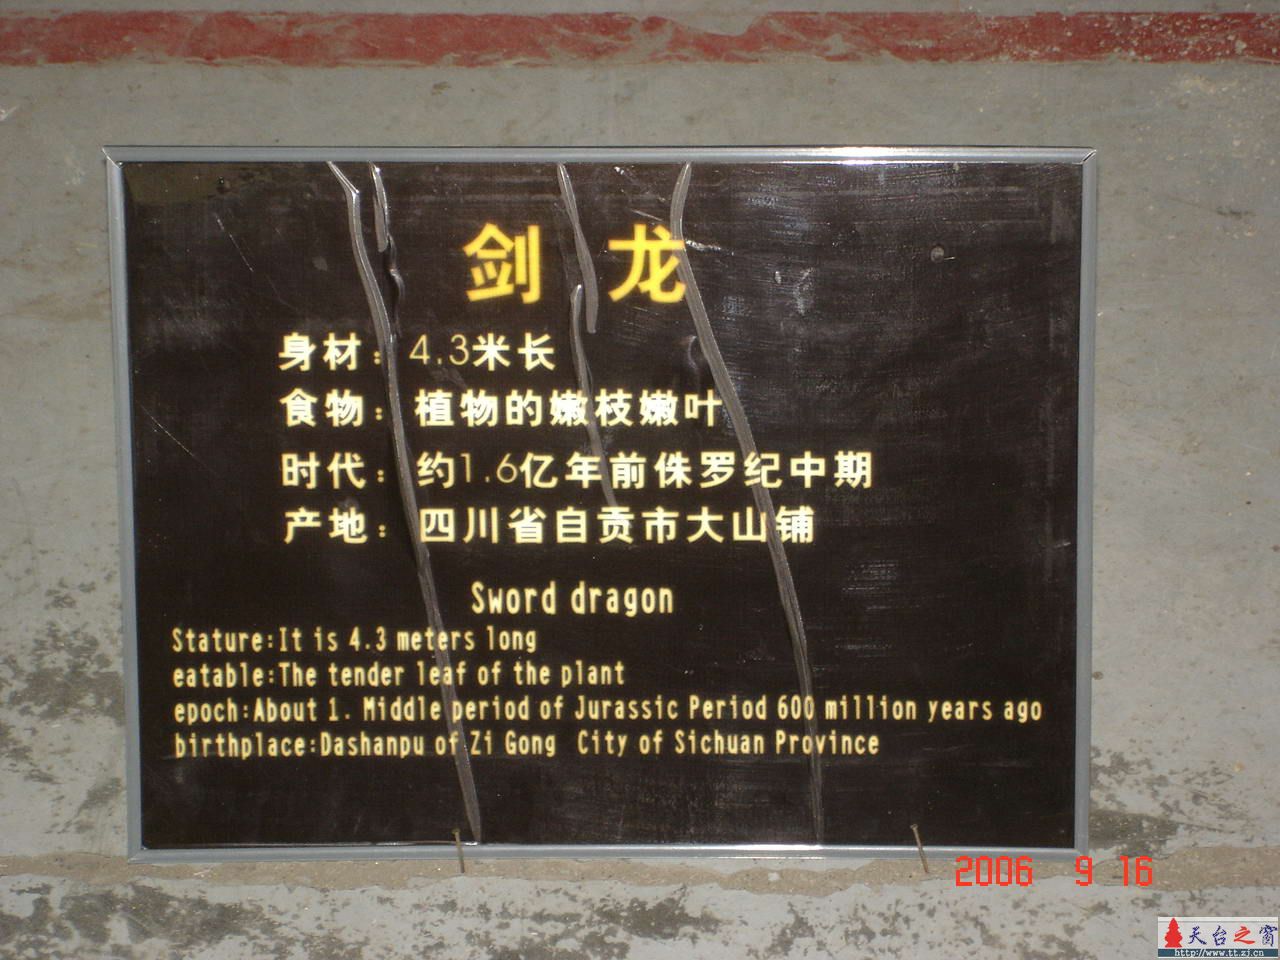 剑龙
身材：4.3米长
食物：植物的嫩枝嫩叶
时代：约1.6亿年前侏罗纪中期
产地：四川省自贡市大山铺
Sword dragon
Stature:It is 4.3 meters long
eatable:The tender leaf of the plant
epoch:About 1. Middle period of Jurassic Period 600 million years ago
birthplace:Dashanpu of Zi Gong City of Sichuan Province
2006 9 16
天台之窗
http://www.ttzj.cn